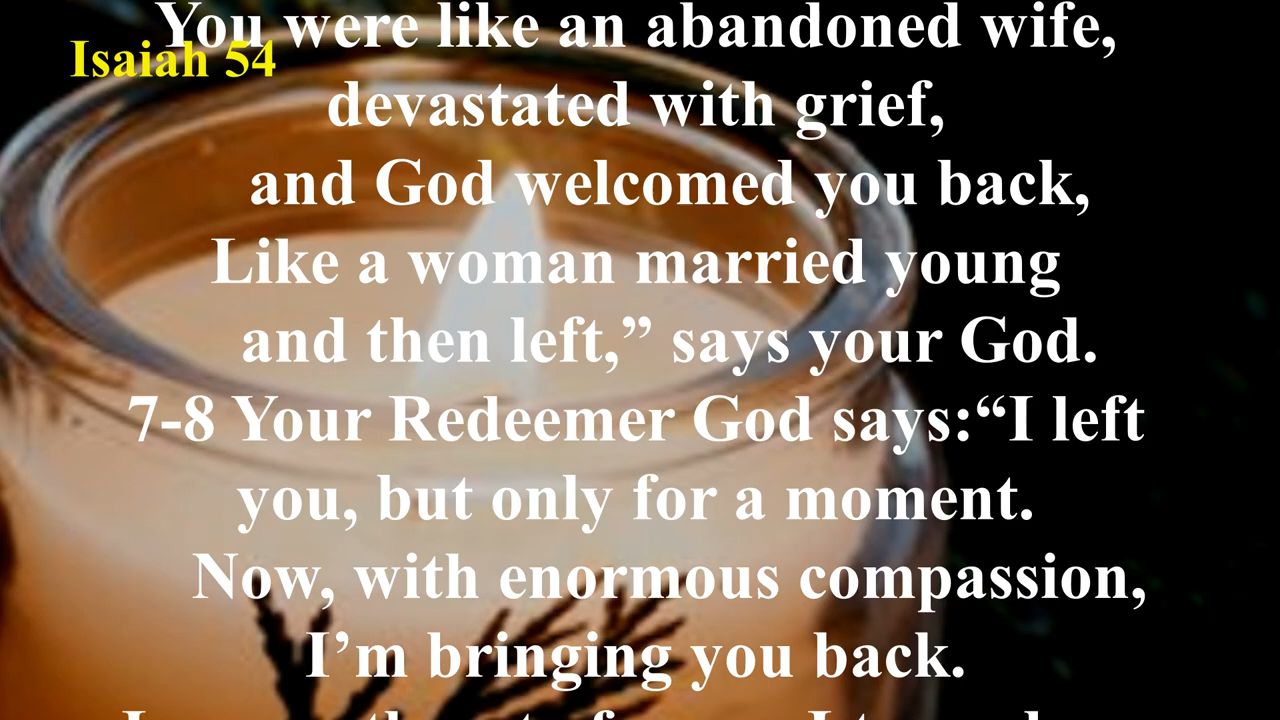 You were like an abandoned wife,
Isaiah 54
devastated with grief,
and God welcomed you back,
Like a woman married young
and then left,” says your God.
7-8 Your Redeemer God says:“I left
you, but only for a moment.
Now, with enormous compassion,
I’m bringing you back.